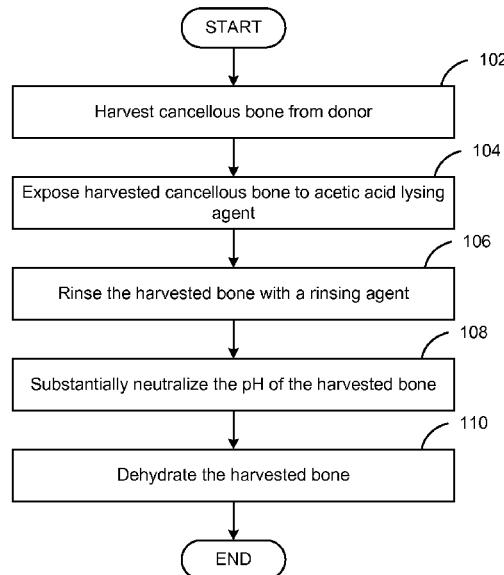 START
102
Harvest cancellous bone from donor
104
Expose harvested cancellous bone to acetic acid lysing
agent
106
Rinse the harvested bone with a rinsing agent
108
Substantially neutralize the pH of the harvested bone
110
Dehydrate the harvested bone
END